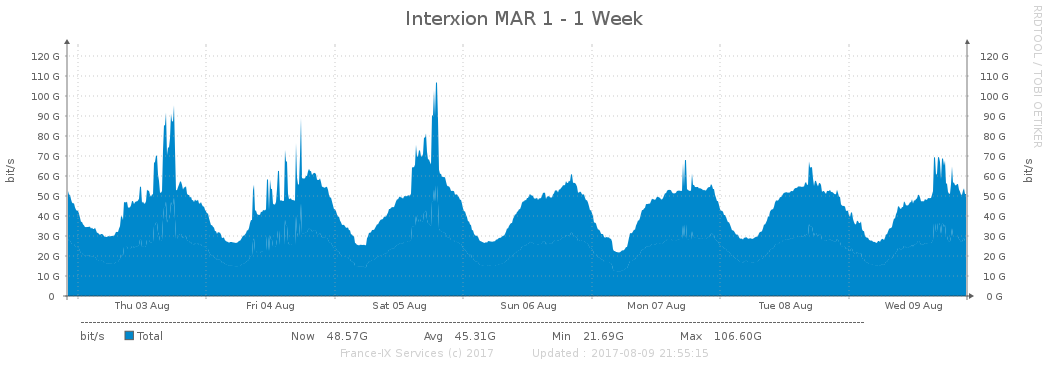 Interxion MAR 1 - 1 Week
RRDTOOL / TOBI OETIKER
bit/s
120 G 120 G
110 G 110 G
100 G 100 G
90 G 90 G
80 G 80 G
70 G 70 G
60 G 60 G
50 G 50 G
40 G 40 G
30 G 30 G
20 G 20 G
10 G 10 G
0 0 G
bit/s
Thu 03 Aug Fri 04 Aug Sat 05 Aug Sun 06 Aug Mon 07 Aug Tue 08 Aug Wed 09 Aug
bit/s Total Now 48.57G Avg 45.31G Min 21.69G Max 106.60G
France-IX Services (c) 2017 Updated : 2017-08-09 21:55:15